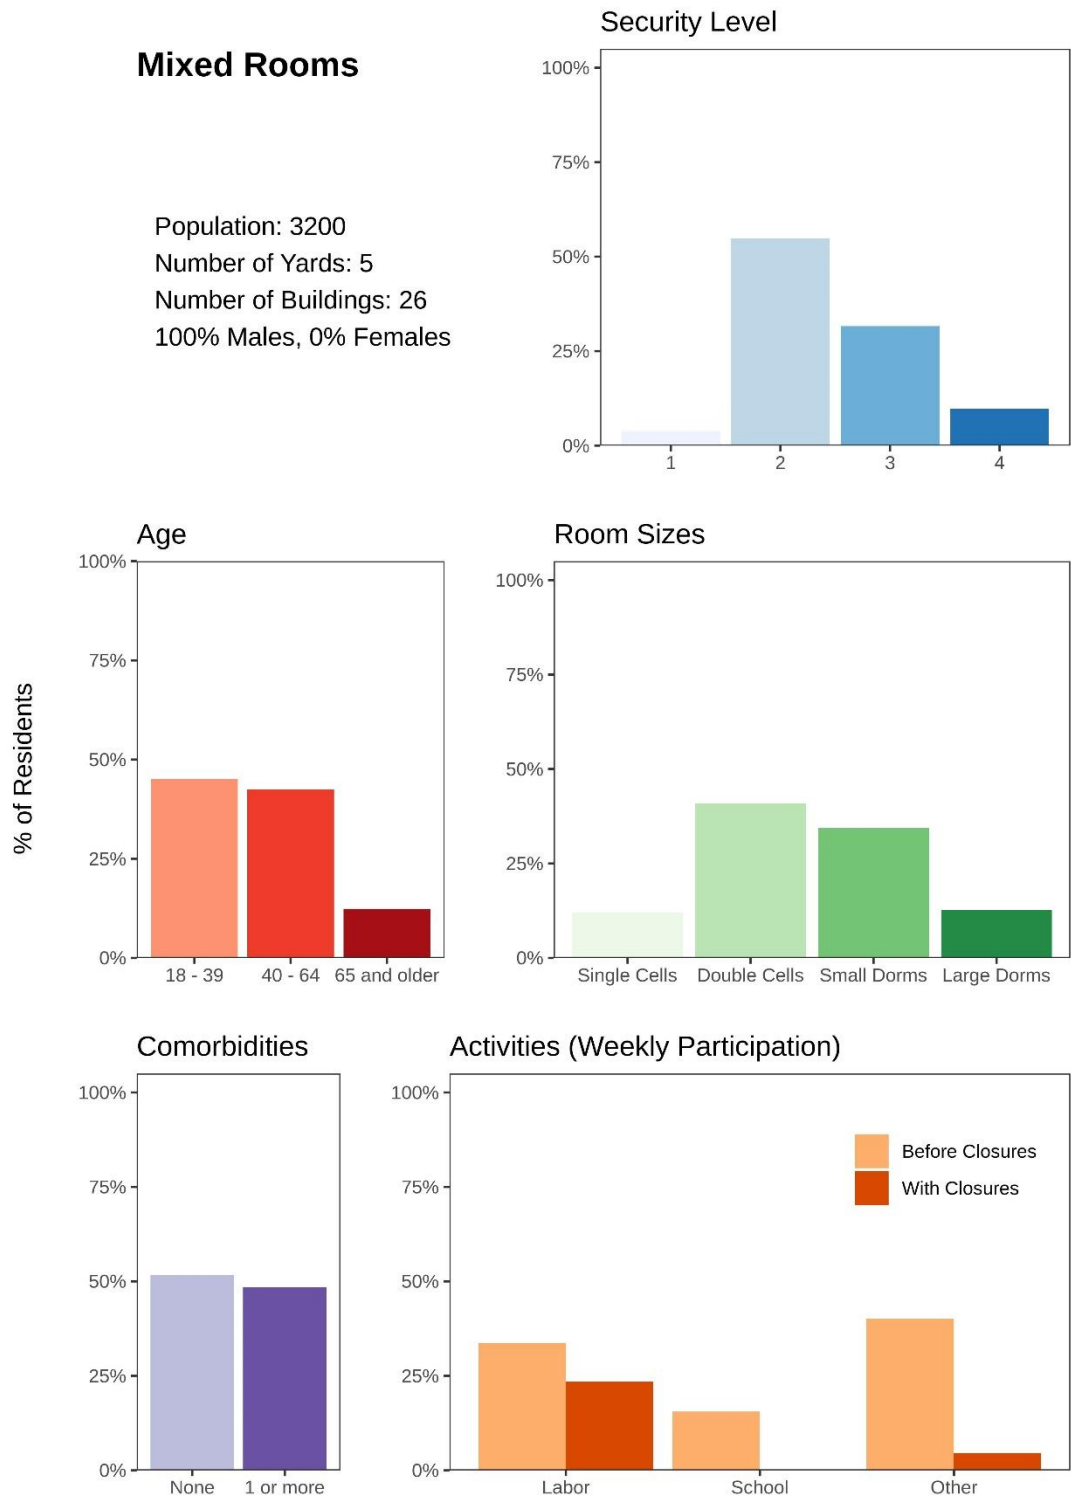 Mixed Rooms
Population: 3200
Number of Yards: 5
Number of Buildings: 26
100% Males, 0% Females
Security Level
100%
75%
50%
25%
0%
1 2 3 4
% of Residents
Age
100%
75%
50%
25%
0%
18 - 39 40 - 64 65 and older
Room Sizes
100%
75%
50%
25%
0%
Single Cells Double Cells Small Dorms Large Dorms
Comorbidities
100%
75%
50%
25%
0%
None 1 or more
Activities (Weekly Participation)
100%
75%
50%
25%
0%
Before Closures
With Closures
Labor School Other